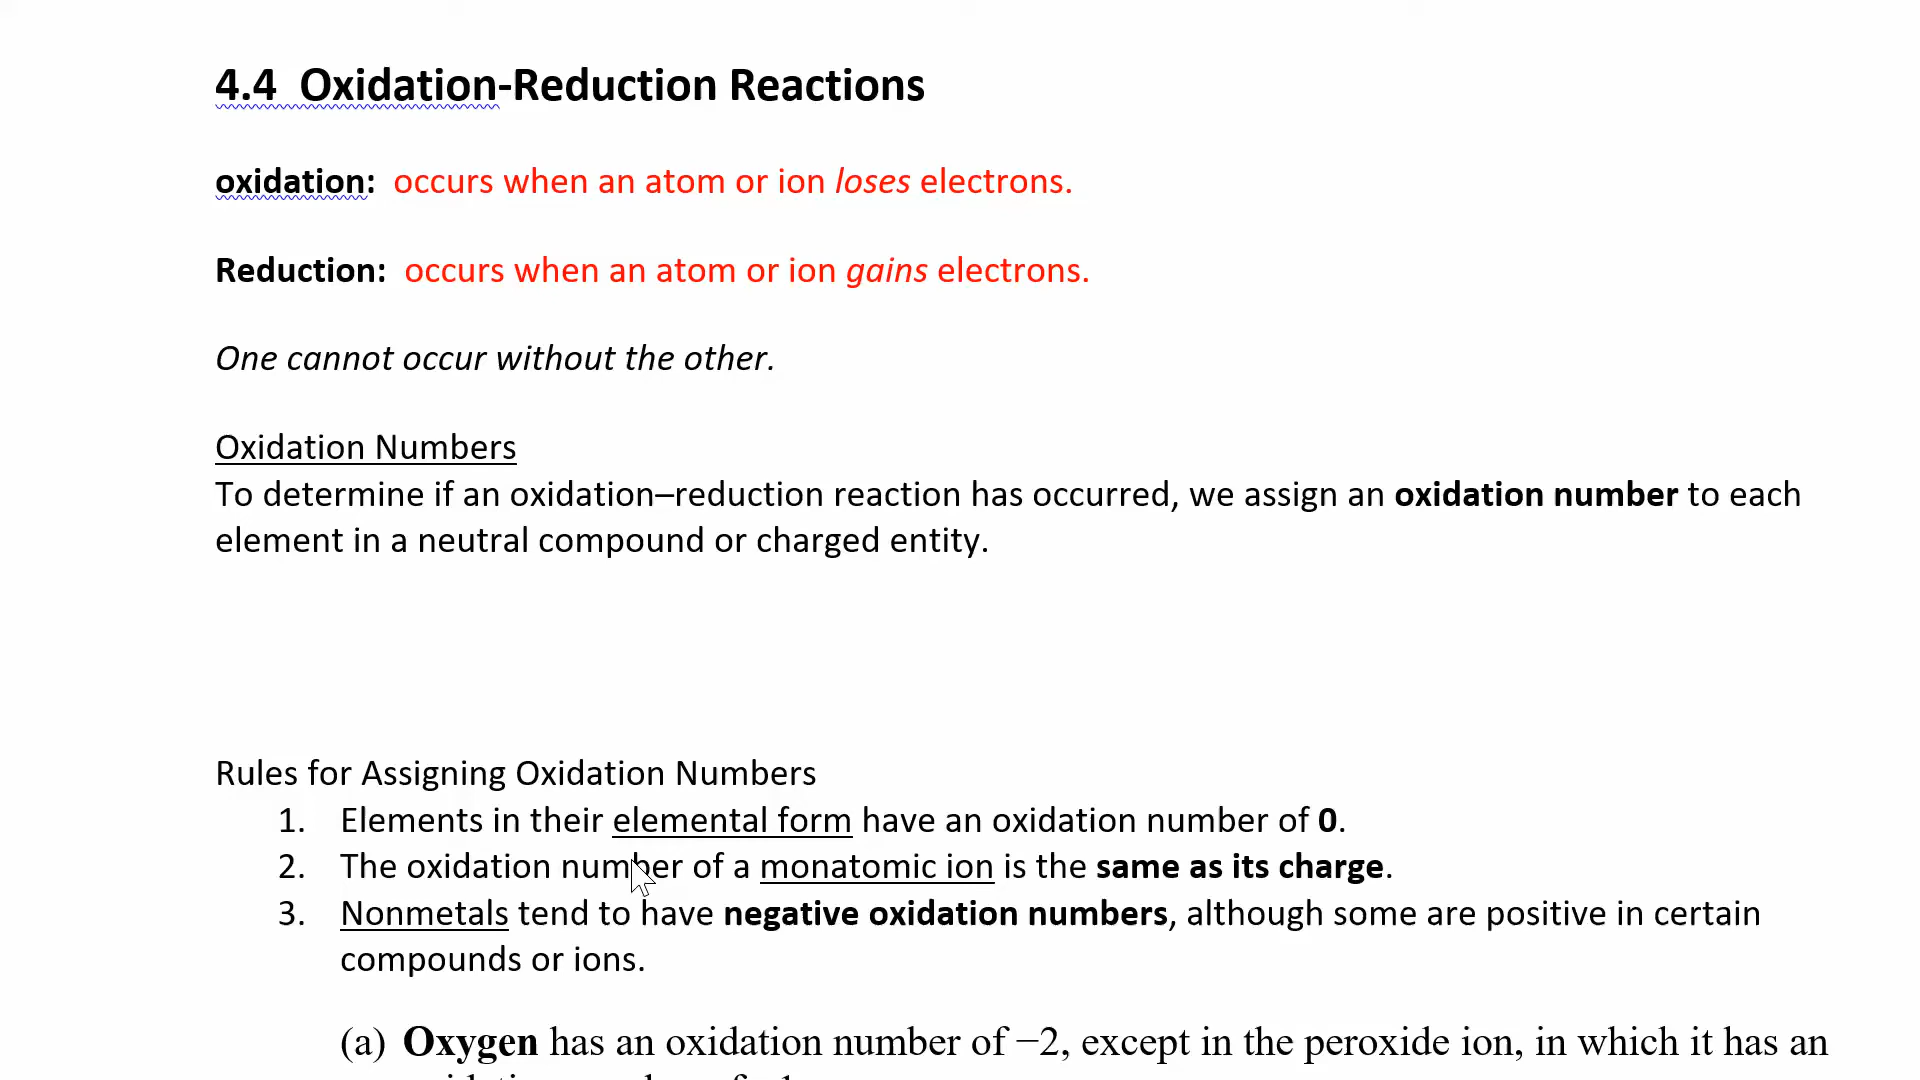 4.4 Oxidation-Reduction Reactions
oxidation: occurs when an atom or ion loses electrons.
Reduction: occurs when an atom or ion gains electrons.
One cannot occur without the other.
Oxidation Numbers
To determine if an oxidation–reduction reaction has occurred, we assign an oxidation number to each
element in a neutral compound or charged entity.
Rules for Assigning Oxidation Numbers
1. Elements in their elemental form have an oxidation number of 0.
2. The oxidation number of a monatomic ion is the same as its charge.
3. Nonmetals tend to have negative oxidation numbers, although some are positive in certain
compounds or ions.
(a) Oxygen has an oxidation number of −2, except in the peroxide ion, in which it has an